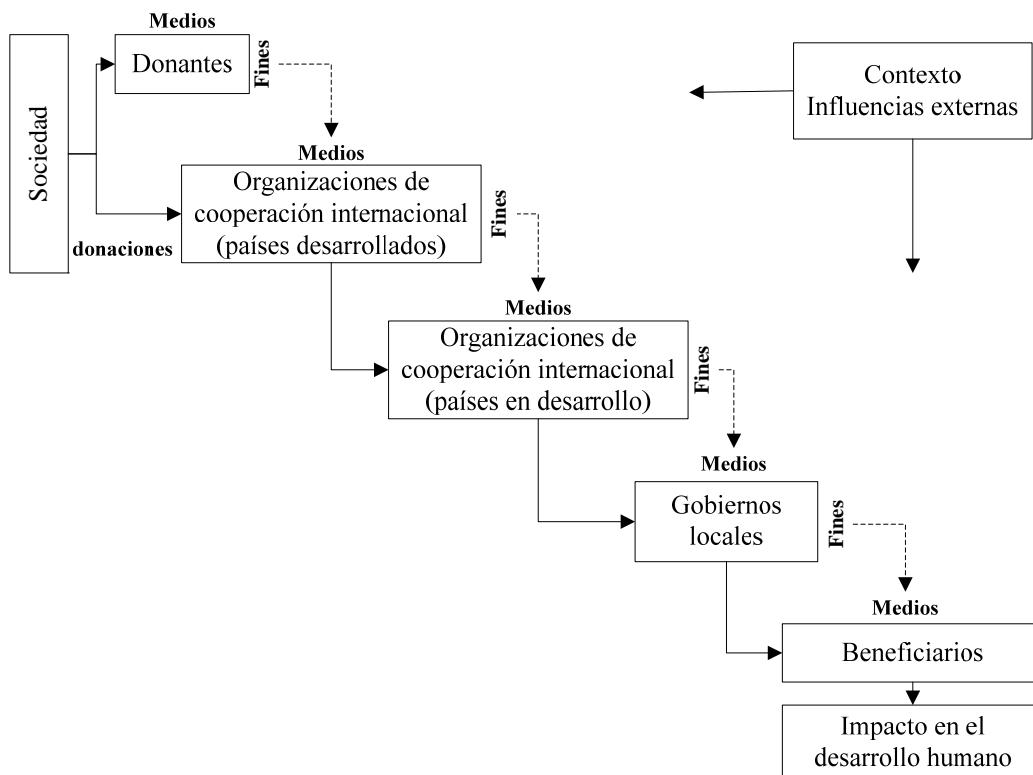 Medios
Donantes
Fines
Sociedad
donaciones
Contexto
Influencias externas
Medios
Organizaciones de
cooperación internacional
(países desarrollados)
Fines
Medios
Organizaciones de
cooperación internacional
(países en desarrollo)
Fines
Medios
Gobiernos
locales
Fines
Medios
Beneficiarios
Impacto en el
desarrollo humano